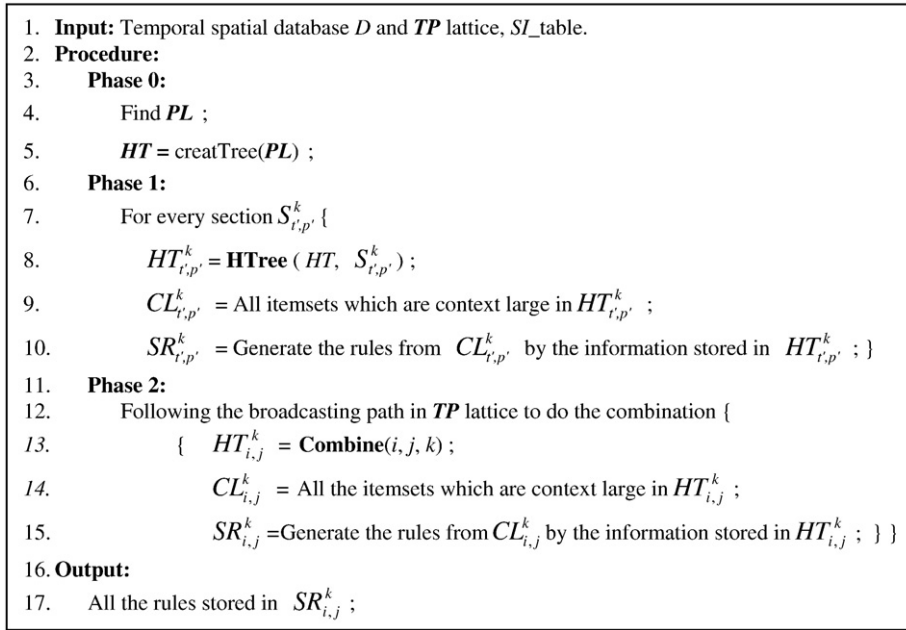 1. Input: Temporal spatial database D and TP lattice, SI_table.
2. Procedure:
3. Phase 0:
4. Find PL ;
5. HT = creatTree(PL) ;
6. Phase 1:
7. For every section S^k_{t',p'} {
8. HT^k_{t',p'} = HTree ( HT, S^k_{t',p'} ) ;
9. CL^k_{t',p'} = All itemsets which are context large in HT^k_{t',p'} ;
10. SR^k_{t',p'} = Generate the rules from CL^k_{t',p'} by the information stored in HT^k_{t',p'} ; }
11. Phase 2:
12. Following the broadcasting path in TP lattice to do the combination {
13. { HT^k_{i,j} = Combine(i, j, k) ;
14. CL^k_{i,j} = All the itemsets which are context large in HT^k_{i,j} ;
15. SR^k_{i,j} =Generate the rules from CL^k_{i,j} by the information stored in HT^k_{i,j} ; } }
16. Output:
17. All the rules stored in SR^k_{i,j} ;